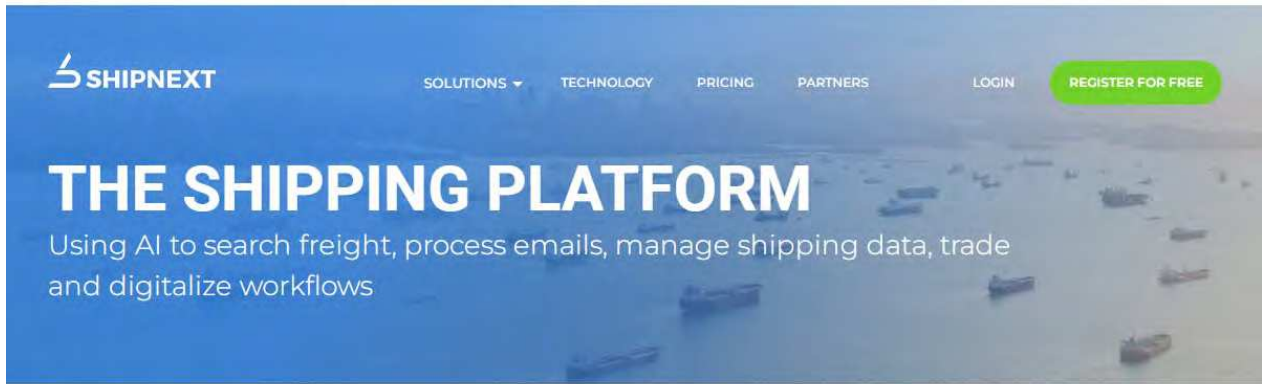 SHIPNEXT
SOLUTIONS TECHNOLOGY PRICING PARTNERS LOGIN REGISTER FOR FREE
THE SHIPPING PLATFORM
Using AI to search freight, process emails, manage shipping data, trade
and digitalize workflows